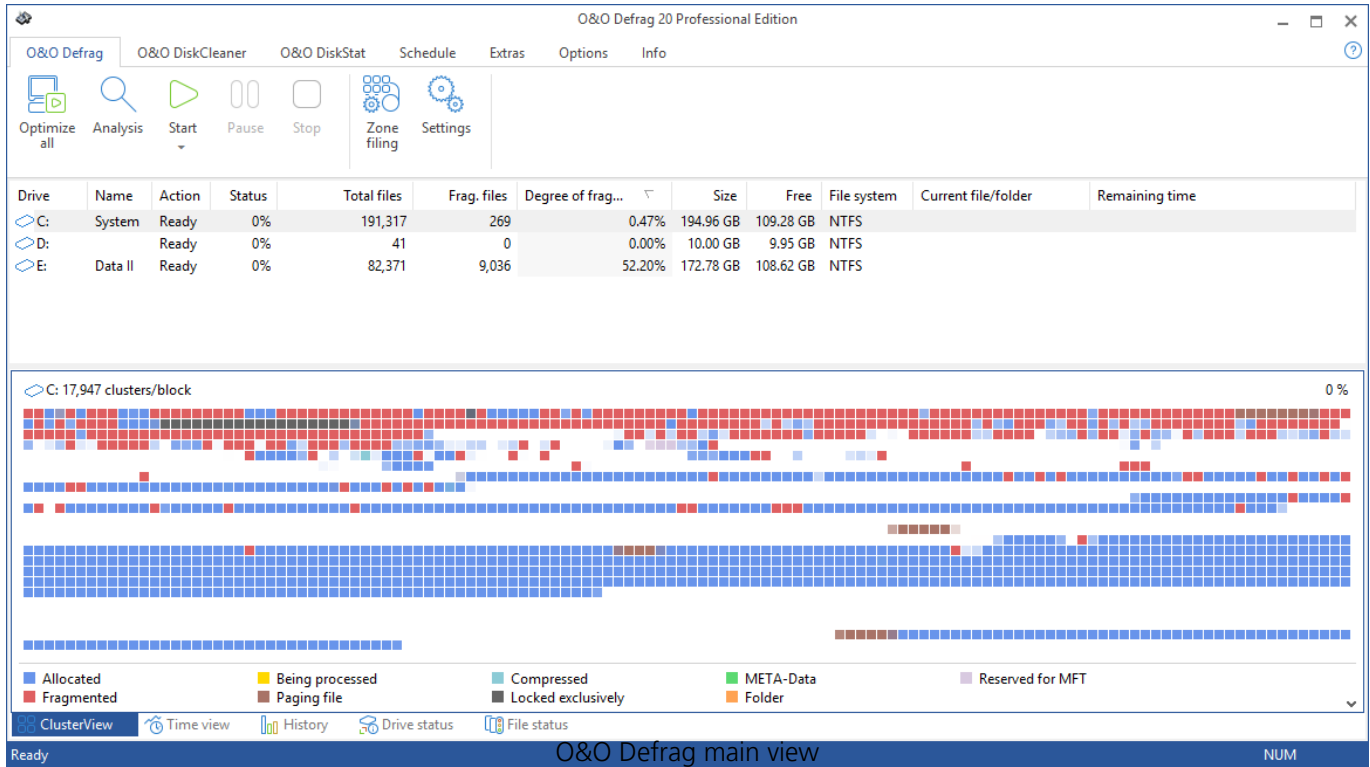 O&O Defrag 20 Professional Edition
O&O Defrag O&O DiskCleaner O&O DiskStat Schedule Extras Options Info
?
Optimize all Analysis Start Pause Stop Zone filing Settings
Drive Name Action Status Total files Frag. files Degree of frag... Size Free File system Current file/folder Remaining time
C: System Ready 0% 191,317 269 0.47% 194.96 GB 109.28 GB NTFS
D: Ready 0% 41 0 0.00% 10.00 GB 9.95 GB NTFS
E: Data II Ready 0% 82,371 9,036 52.20% 172.78 GB 108.62 GB NTFS
C: 17,947 clusters/block 0 %
Allocated Being processed Compressed META-Data Reserved for MFT
Fragmented Paging file Locked exclusively Folder
ClusterView Time view History Drive status File status
Ready O&O Defrag main view NUM